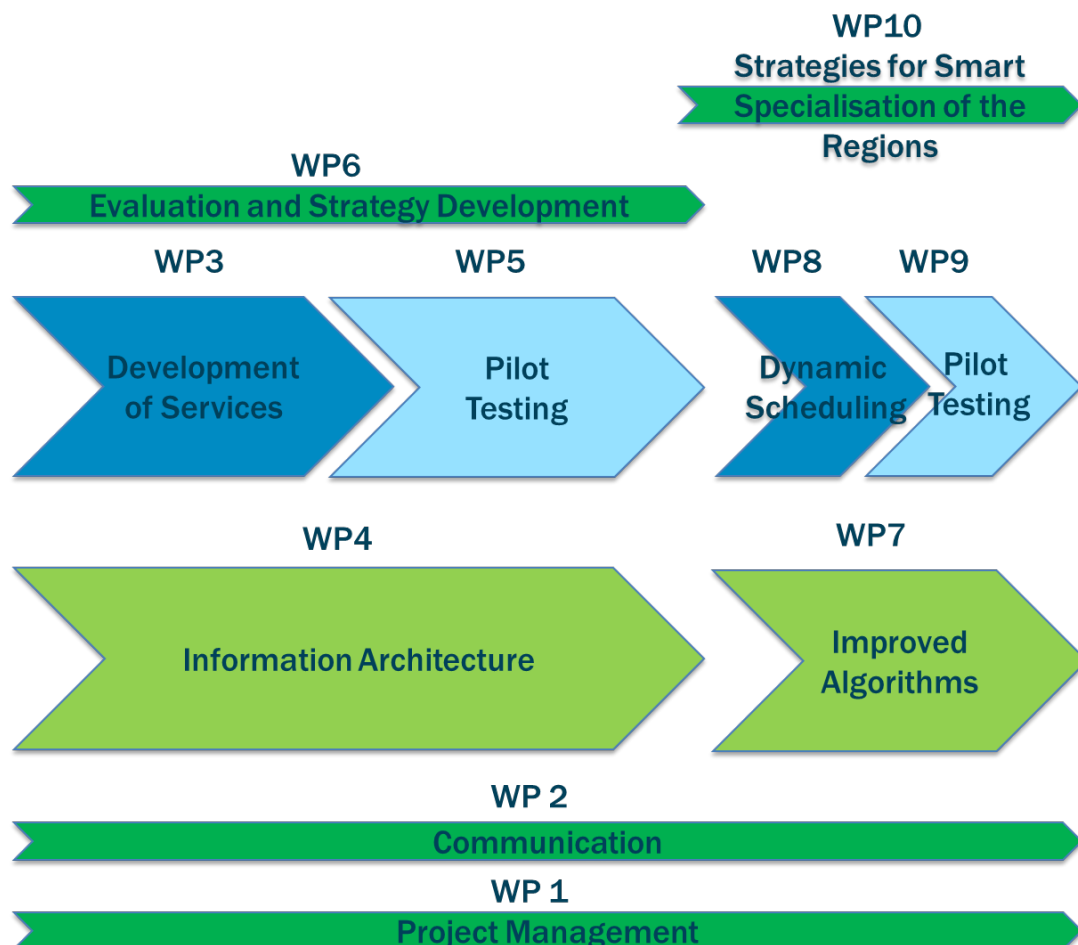 WP10
Strategies for Smart
Specialisation of the
Regions
WP6
Evaluation and Strategy Development
WP3
WP5
WP8
WP9
Development
of Services
Pilot
Testing
Dynamic
Scheduling
Pilot
Testing
WP4
WP7
Information Architecture
Improved
Algorithms
WP 2
Communication
WP 1
Project Management